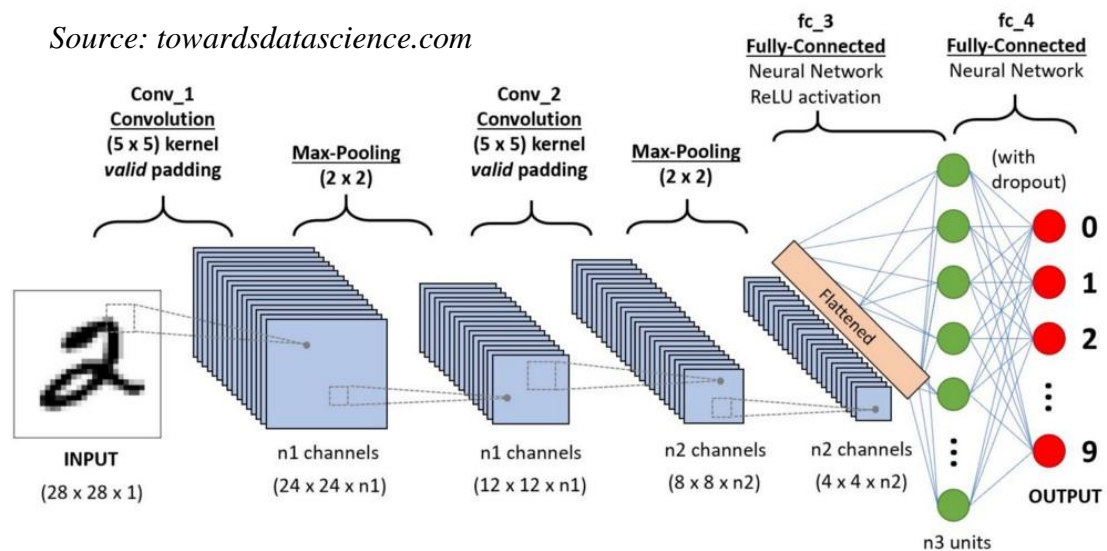 Source: towardsdatascience.com
fc_3
Fully-Connected
Neural Network
ReLU activation
fc_4
Fully-Connected
Neural Network
Conv_1
Convolution
(5 x 5) kernel
valid padding
Max-Pooling
(2 x 2)
Conv_2
Convolution
(5 x 5) kernel
valid padding
Max-Pooling
(2 x 2)
(with
dropout)
2
Flattened
0
1
2
9
INPUT
(28 x 28 x 1)
n1 channels
(24 x 24 x n1)
n1 channels
(12 x 12 x n1)
n2 channels
(8 x 8 x n2)
n2 channels
(4 x 4 x n2)
OUTPUT
n3 units